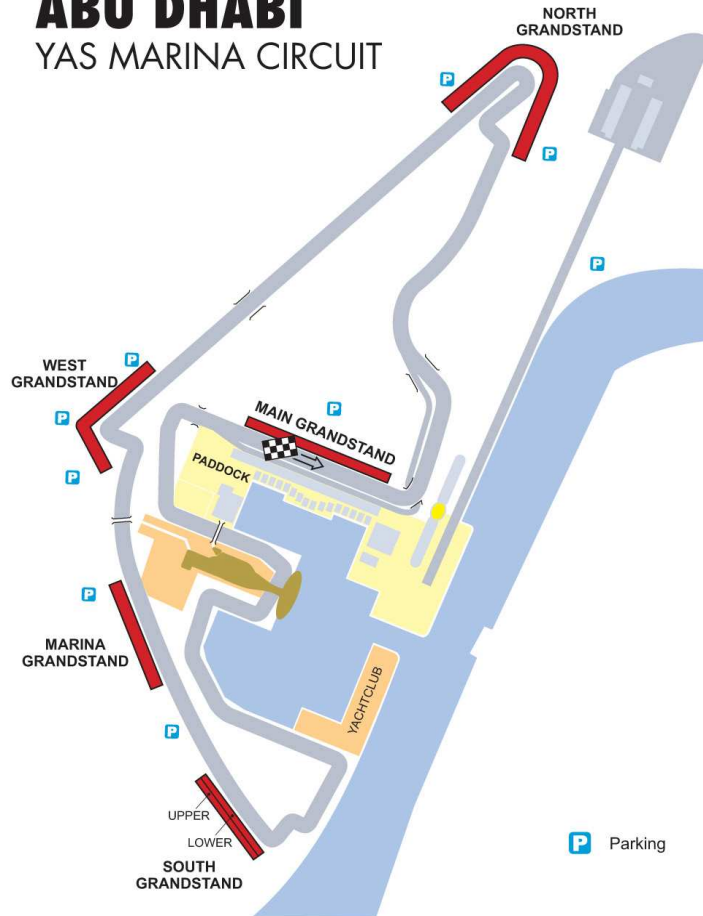 ABU DHABI
YAS MARINA CIRCUIT
NORTH
GRANDSTAND
P
P
P
WEST
GRANDSTAND
P
P
P
MAIN GRANDSTAND
P
PADDOCK
P
MARINA
GRANDSTAND
YACHTCLUB
P
UPPER
LOWER
SOUTH
GRANDSTAND
P Parking